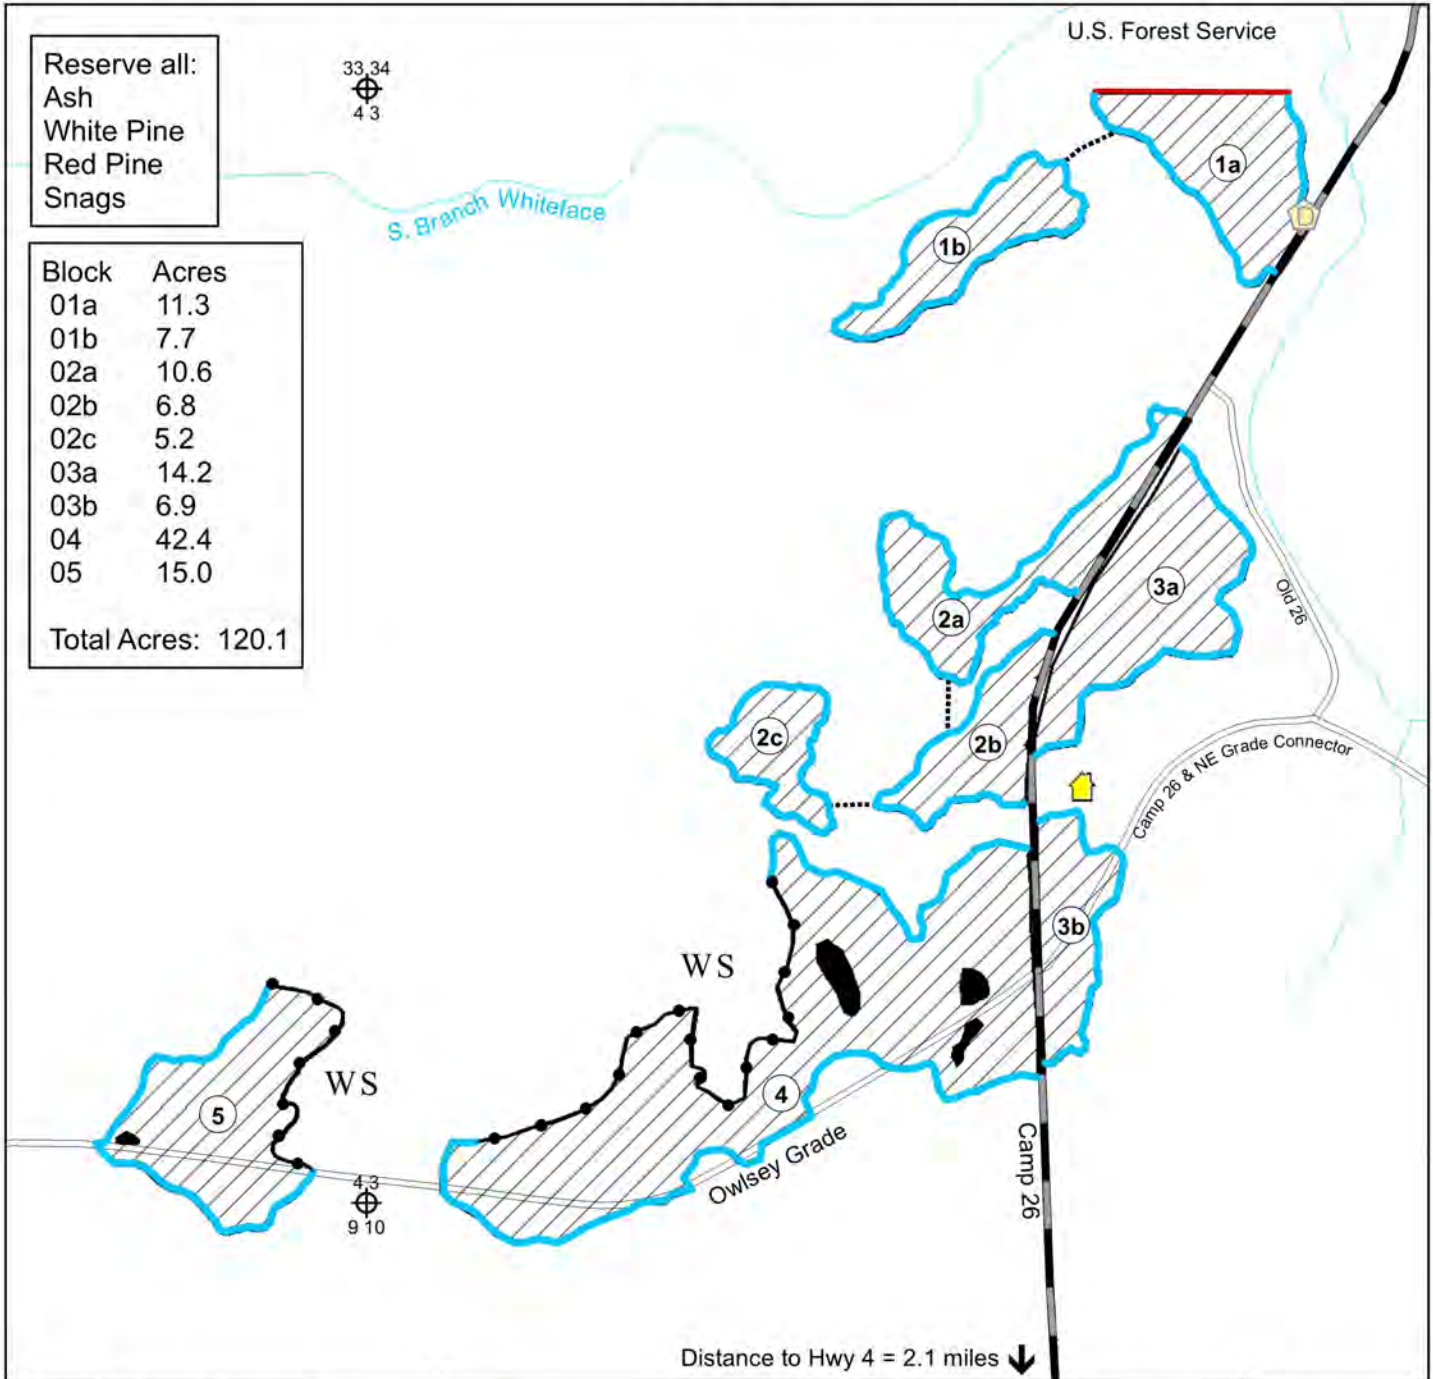 U.S. Forest Service
Reserve all:
Ash
White Pine
Red Pine
Snags
33 34
4 3
S. Branch Whiteface
1a
1b
Block Acres
01a 11.3
01b 7.7
02a 10.6
02b 6.8
02c 5.2
03a 14.2
03b 6.9
04 42.4
05 15.0
Total Acres: 120.1
3a
Old 26
2a
2c
2b
Camp 26 & NE Grade Connector
3b
WS
WS
4
5
Owlsey Grade
Camp 26
4 3
9 10
Distance to Hwy 4 = 2.1 miles